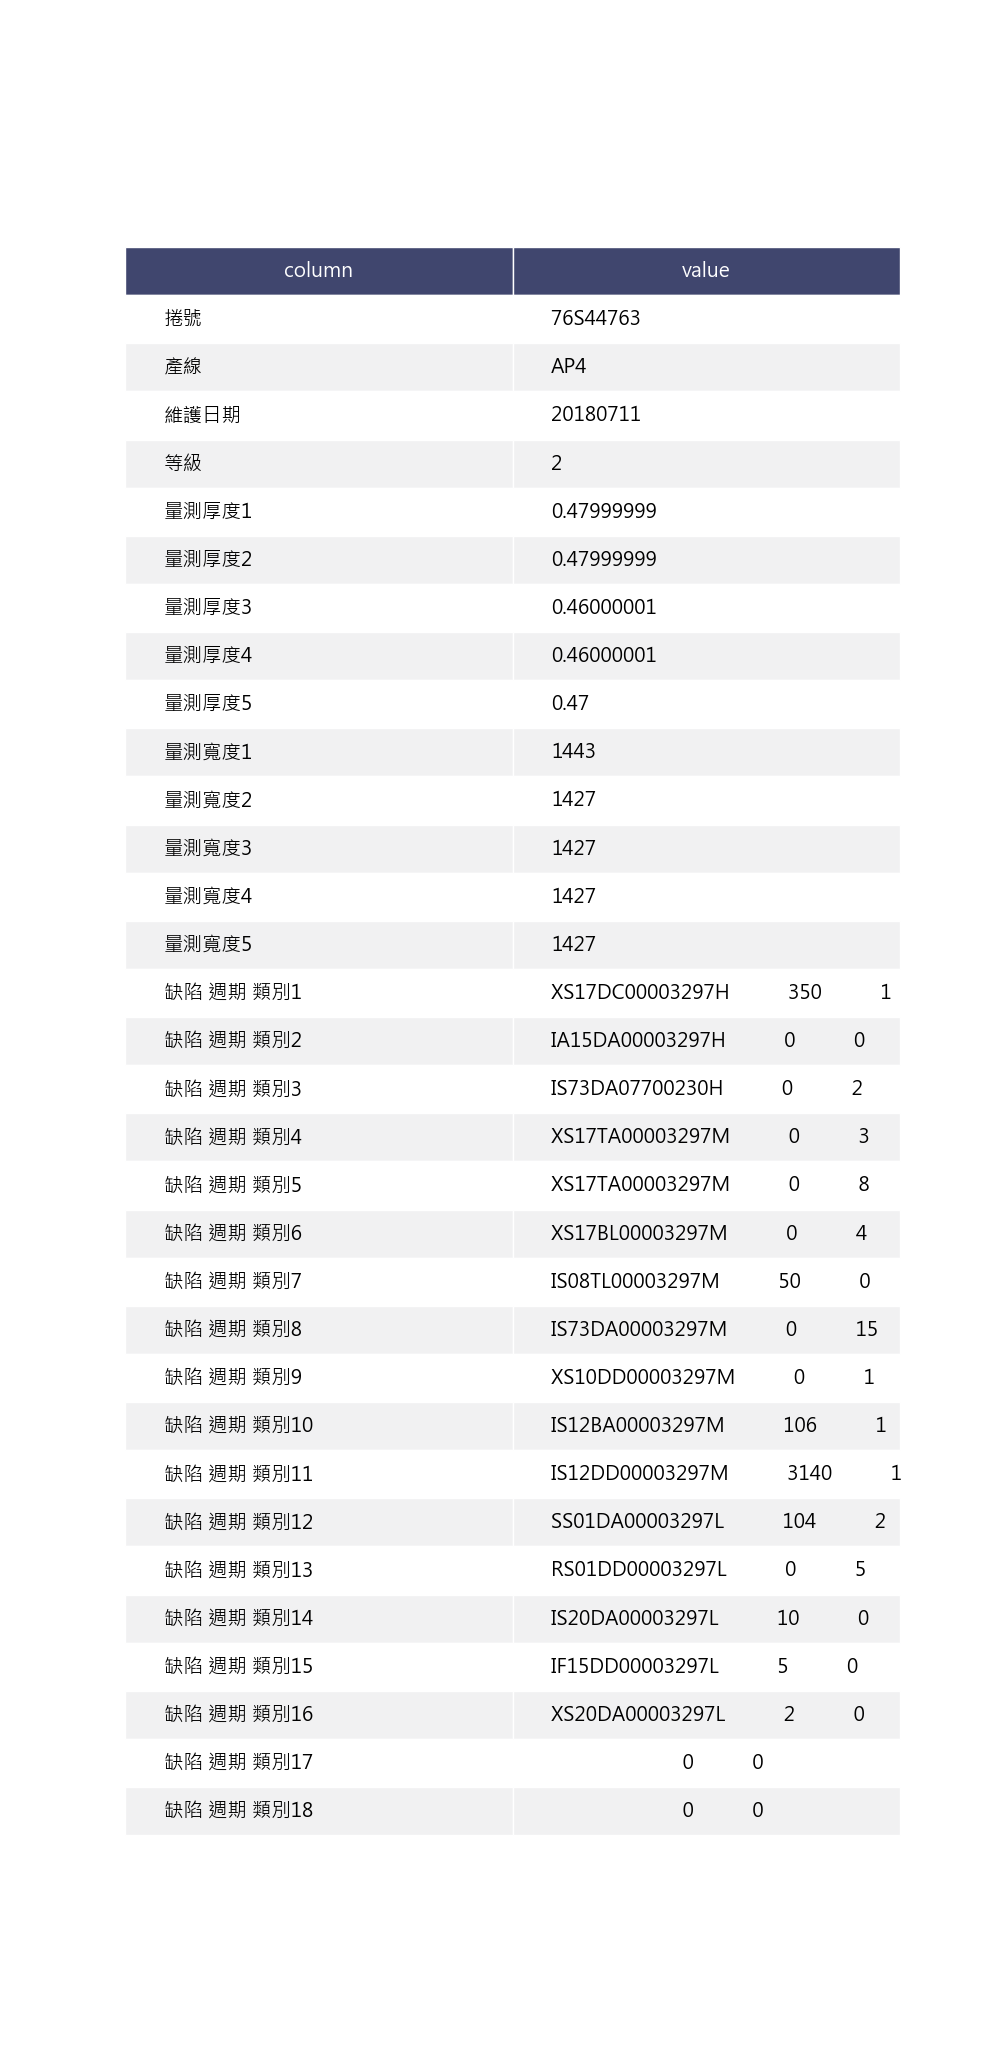 column value
捲號 76S44763
產線 AP4
維護日期 20180711
等級 2
量測厚度1 0.47999999
量測厚度2 0.47999999
量測厚度3 0.46000001
量測厚度4 0.46000001
量測厚度5 0.47
量測寬度1 1443
量測寬度2 1427
量測寬度3 1427
量測寬度4 1427
量測寬度5 1427
缺陷 週期 類別1 XS17DC00003297H 350 1
缺陷 週期 類別2 IA15DA00003297H 0 0
缺陷 週期 類別3 IS73DA07700230H 0 2
缺陷 週期 類別4 XS17TA00003297M 0 3
缺陷 週期 類別5 XS17TA00003297M 0 8
缺陷 週期 類別6 XS17BL00003297M 0 4
缺陷 週期 類別7 IS08TL00003297M 50 0
缺陷 週期 類別8 IS73DA00003297M 0 15
缺陷 週期 類別9 XS10DD00003297M 0 1
缺陷 週期 類別10 IS12BA00003297M 106 1
缺陷 週期 類別11 IS12DD00003297M 3140 1
缺陷 週期 類別12 SS01DA00003297L 104 2
缺陷 週期 類別13 RS01DD00003297L 0 5
缺陷 週期 類別14 IS20DA00003297L 10 0
缺陷 週期 類別15 IF15DD00003297L 5 0
缺陷 週期 類別16 XS20DA00003297L 2 0
缺陷 週期 類別17 0 0
缺陷 週期 類別18 0 0